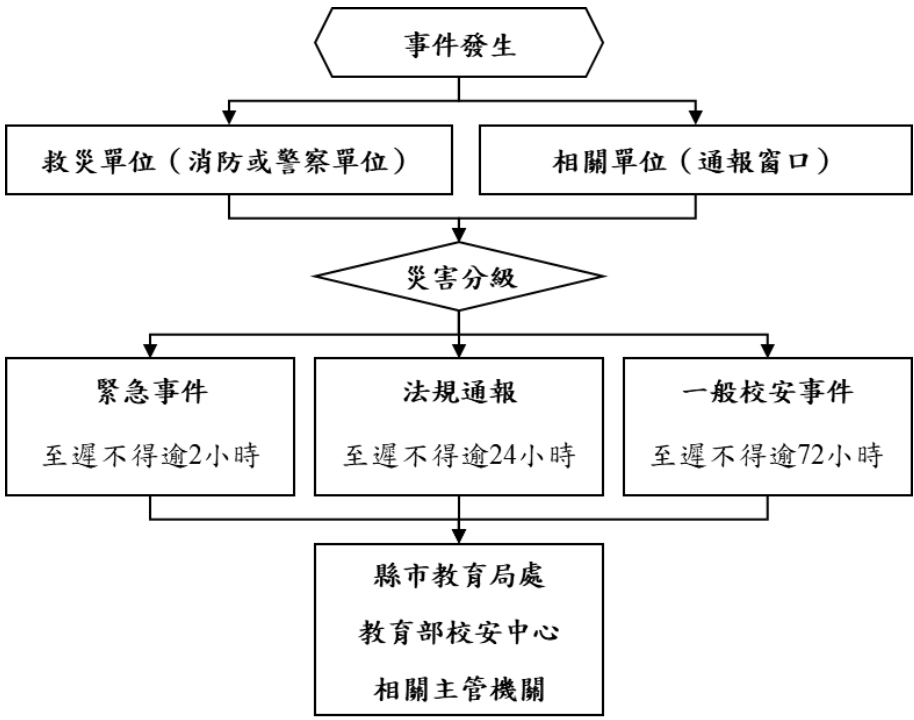 事件發生
救災單位（消防或警察單位）
相關單位（通報窗口）
災害分級
緊急事件
至遲不得逾2小時
法規通報
至遲不得逾24小時
一般校安事件
至遲不得逾72小時
縣市教育局處
教育部校安中心
相關主管機關